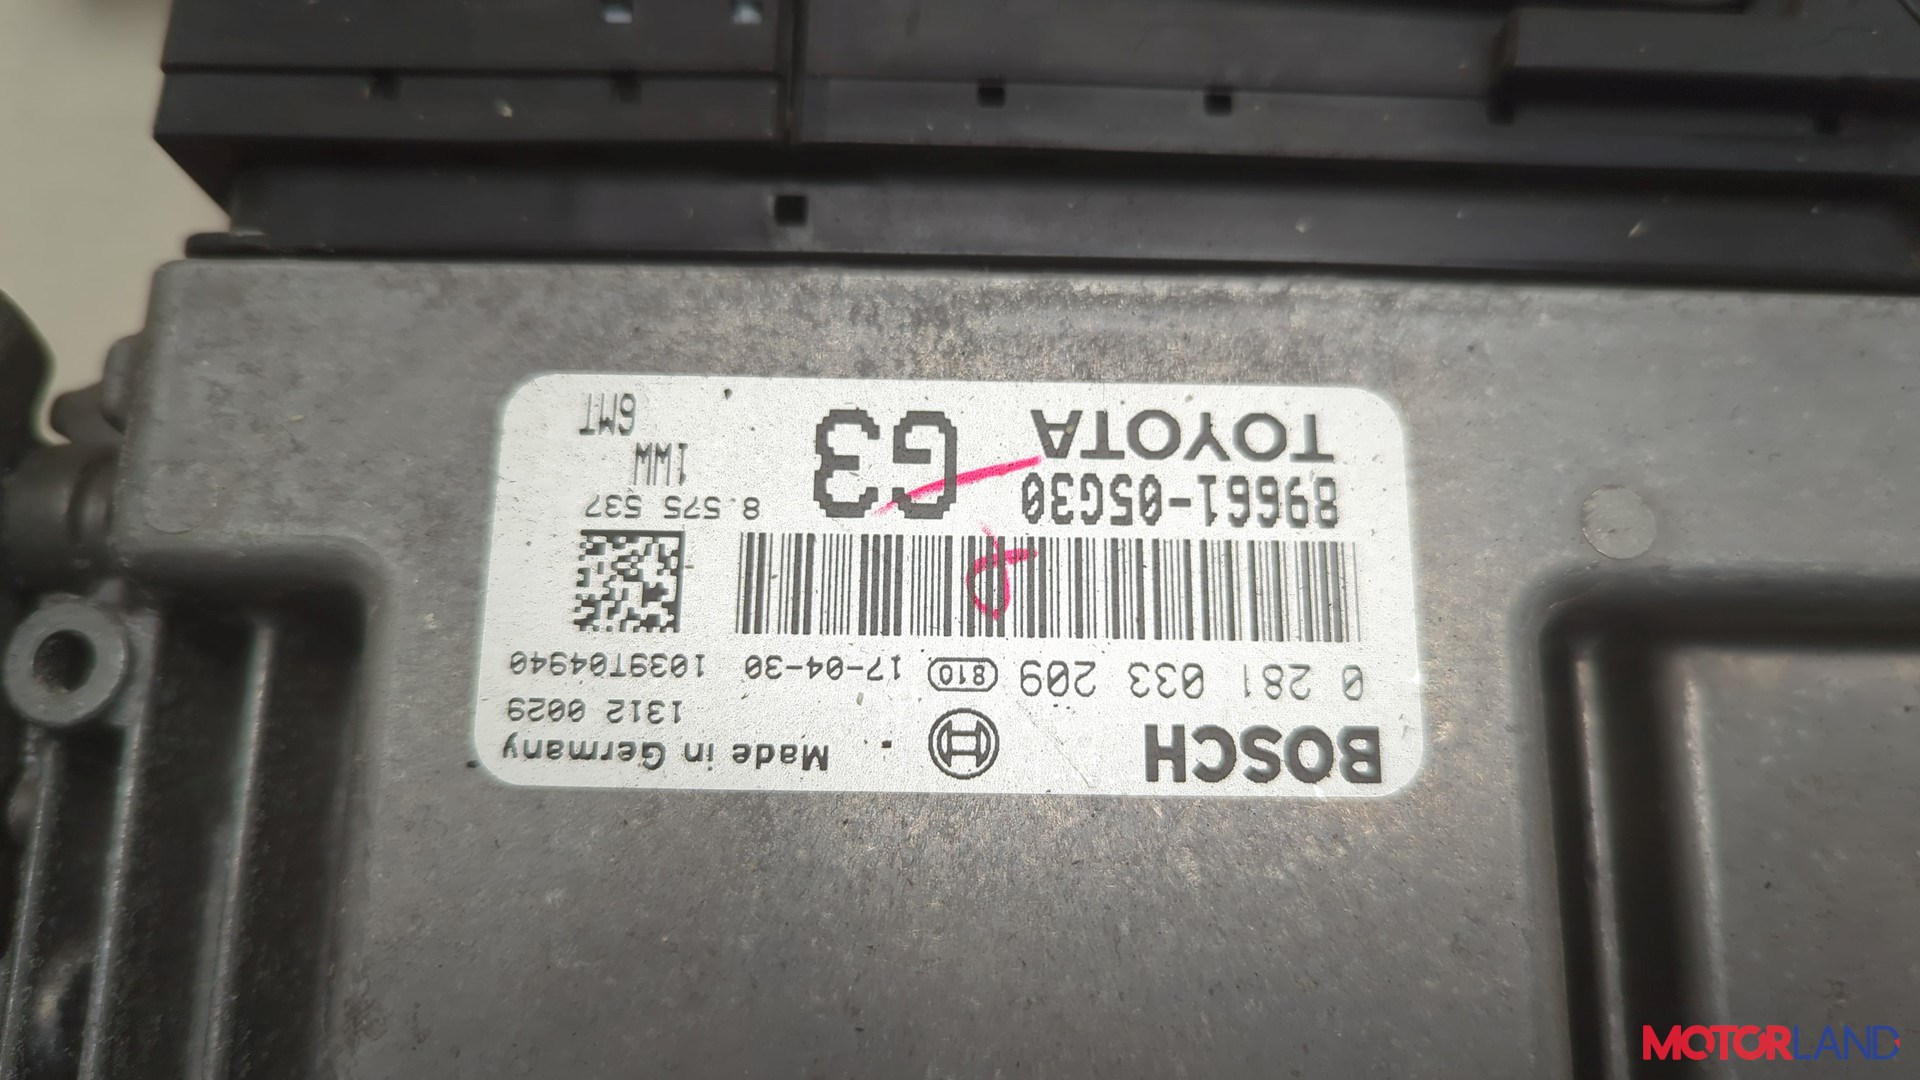 BOSCH
Made in Germany
1312 0029
0 281 033 209 810 17-04-30 1039T04940
89661-05G30
TOYOTA
G3
8.575 537
1WW
6MT
MOTORLAND